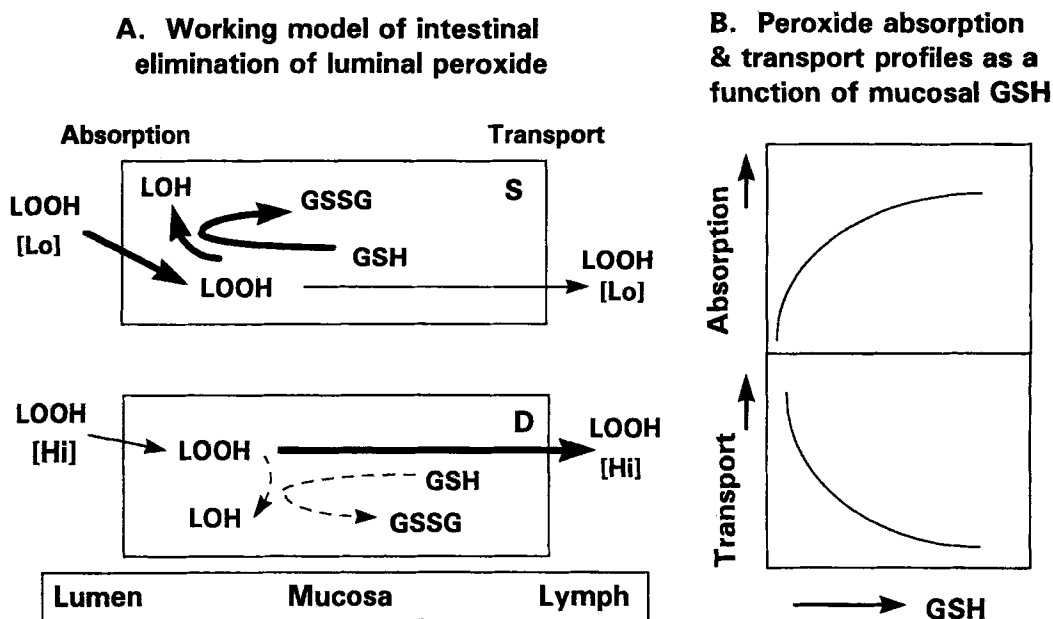 A. Working model of intestinal
elimination of luminal peroxide
Absorption
Transport
S
LOH
GSSG
LOOH
[Lo]
GSH
LOOH
LOOH
[Lo]
D
LOOH
[Hi]
LOOH
LOOH
[Hi]
GSH
LOH
GSSG
Lumen
Mucosa
Lymph
B. Peroxide absorption
& transport profiles as a
function of mucosal GSH
Absorption
Transport
GSH